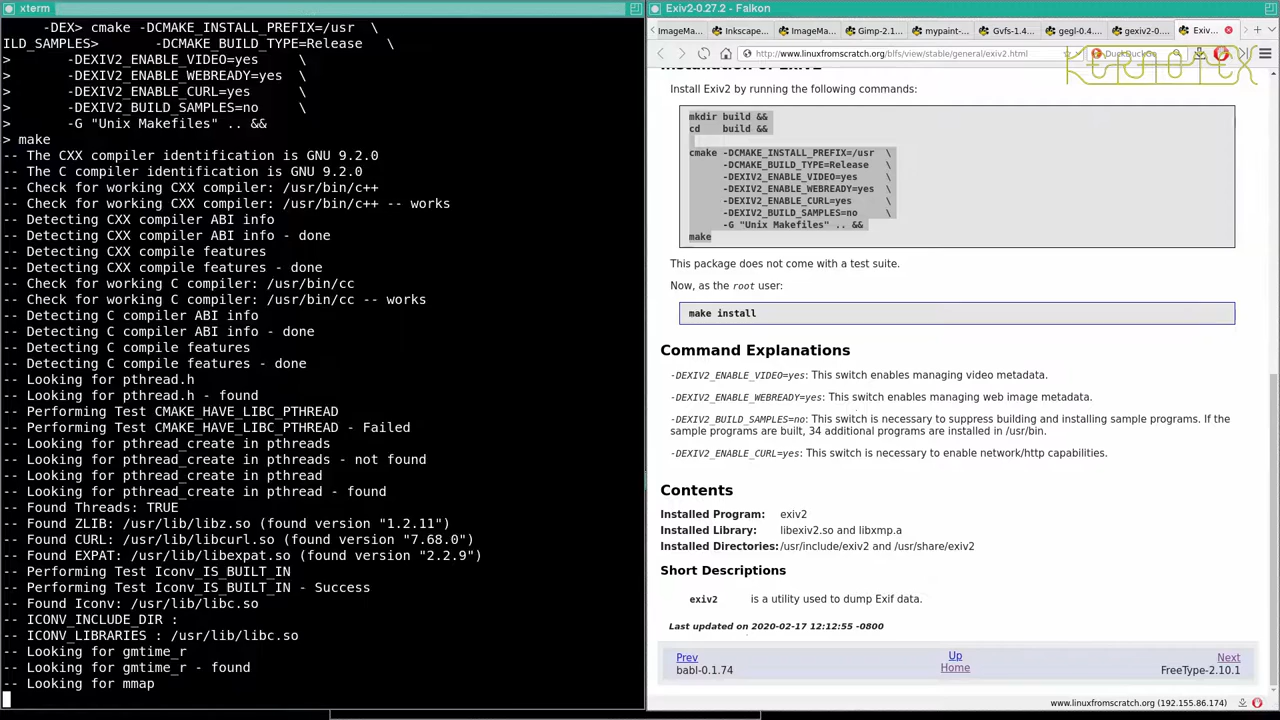 xterm
-DEX> cmake -DCMAKE_INSTALL_PREFIX=/usr  \
ILD_SAMPLES>       -DCMAKE_BUILD_TYPE=Release   \
>       -DEXIV2_ENABLE_VIDEO=yes     \
>       -DEXIV2_ENABLE_WEBREADY=yes  \
>       -DEXIV2_ENABLE_CURL=yes      \
>       -DEXIV2_BUILD_SAMPLES=no     \
>       -G "Unix Makefiles" .. &&
> make
-- The CXX compiler identification is GNU 9.2.0
-- The C compiler identification is GNU 9.2.0
-- Check for working CXX compiler: /usr/bin/c++
-- Check for working CXX compiler: /usr/bin/c++ -- works
-- Detecting CXX compiler ABI info
-- Detecting CXX compiler ABI info - done
-- Detecting CXX compile features
-- Detecting CXX compile features - done
-- Check for working C compiler: /usr/bin/cc
-- Check for working C compiler: /usr/bin/cc -- works
-- Detecting C compiler ABI info
-- Detecting C compiler ABI info - done
-- Detecting C compile features
-- Detecting C compile features - done
-- Looking for pthread.h
-- Looking for pthread.h - found
-- Performing Test CMAKE_HAVE_LIBC_PTHREAD
-- Performing Test CMAKE_HAVE_LIBC_PTHREAD - Failed
-- Looking for pthread_create in pthreads
-- Looking for pthread_create in pthreads - not found
-- Looking for pthread_create in pthread
-- Looking for pthread_create in pthread - found
-- Found Threads: TRUE
-- Found ZLIB: /usr/lib/libz.so (found version "1.2.11")
-- Found CURL: /usr/lib/libcurl.so (found version "7.68.0")
-- Found EXPAT: /usr/lib/libexpat.so (found version "2.2.9")
-- Performing Test Iconv_IS_BUILT_IN
-- Performing Test Iconv_IS_BUILT_IN - Success
-- Found Iconv: /usr/lib/libc.so
-- ICONV_INCLUDE_DIR :
-- ICONV_LIBRARIES : /usr/lib/libc.so
-- Looking for gmtime_r
-- Looking for gmtime_r - found
-- Looking for mmap
Exiv2-0.27.2 - Falkon
ImageMa... Inkscape... ImageMa... Gimp-2.1... mypaint-... Gvfs-1.4... gegl-0.4... gexiv2-0... Exiv...
http://www.linuxfromscratch.org/blfs/view/stable/general/exiv2.html
DuckDuckGo
KERNOTEX
Installation of Exiv2
Install Exiv2 by running the following commands:
mkdir build &&
cd    build &&
cmake -DCMAKE_INSTALL_PREFIX=/usr  \
-DCMAKE_BUILD_TYPE=Release   \
-DEXIV2_ENABLE_VIDEO=yes     \
-DEXIV2_ENABLE_WEBREADY=yes  \
-DEXIV2_ENABLE_CURL=yes      \
-DEXIV2_BUILD_SAMPLES=no     \
-G "Unix Makefiles" .. &&
make
This package does not come with a test suite.
Now, as the root user:
make install
Command Explanations
-DEXIV2_ENABLE_VIDEO=yes: This switch enables managing video metadata.
-DEXIV2_ENABLE_WEBREADY=yes: This switch enables managing web image metadata.
-DEXIV2_BUILD_SAMPLES=no: This switch is necessary to suppress building and installing sample programs. If the
sample programs are built, 34 additional programs are installed in /usr/bin.
-DEXIV2_ENABLE_CURL=yes: This switch is necessary to enable network/http capabilities.
Contents
Installed Program: exiv2
Installed Library: libexiv2.so and libxmp.a
Installed Directories: /usr/include/exiv2 and /usr/share/exiv2
Short Descriptions
exiv2 is a utility used to dump Exif data.
Last updated on 2020-02-17 12:12:55 -0800
Prev Up Next
babl-0.1.74 Home FreeType-2.10.1
www.linuxfromscratch.org (192.155.86.174)